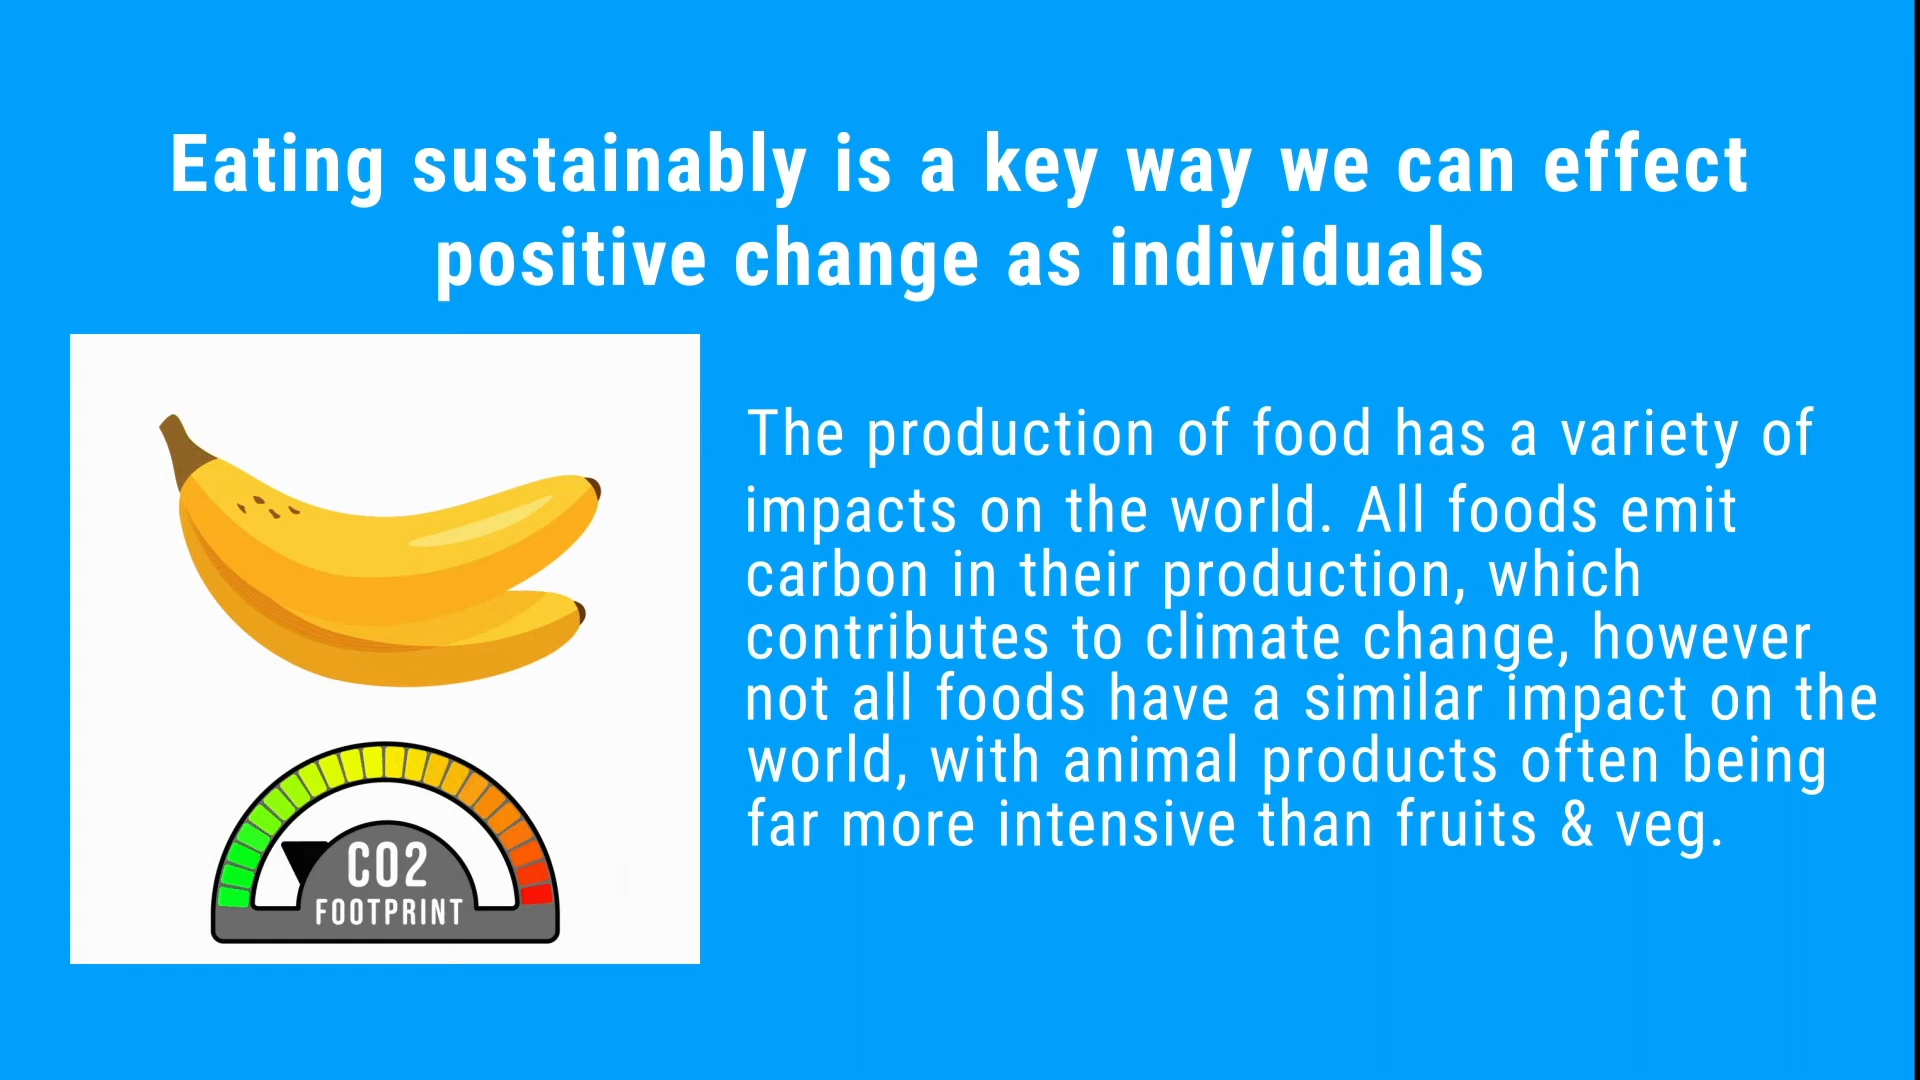 Eating sustainably is a key way we can effect
positive change as individuals
The production of food has a variety of
impacts on the world. All foods emit
carbon in their production, which
contributes to climate change, however
not all foods have a similar impact on the
world, with animal products often being
far more intensive than fruits & veg.
CO2
FOOTPRINT